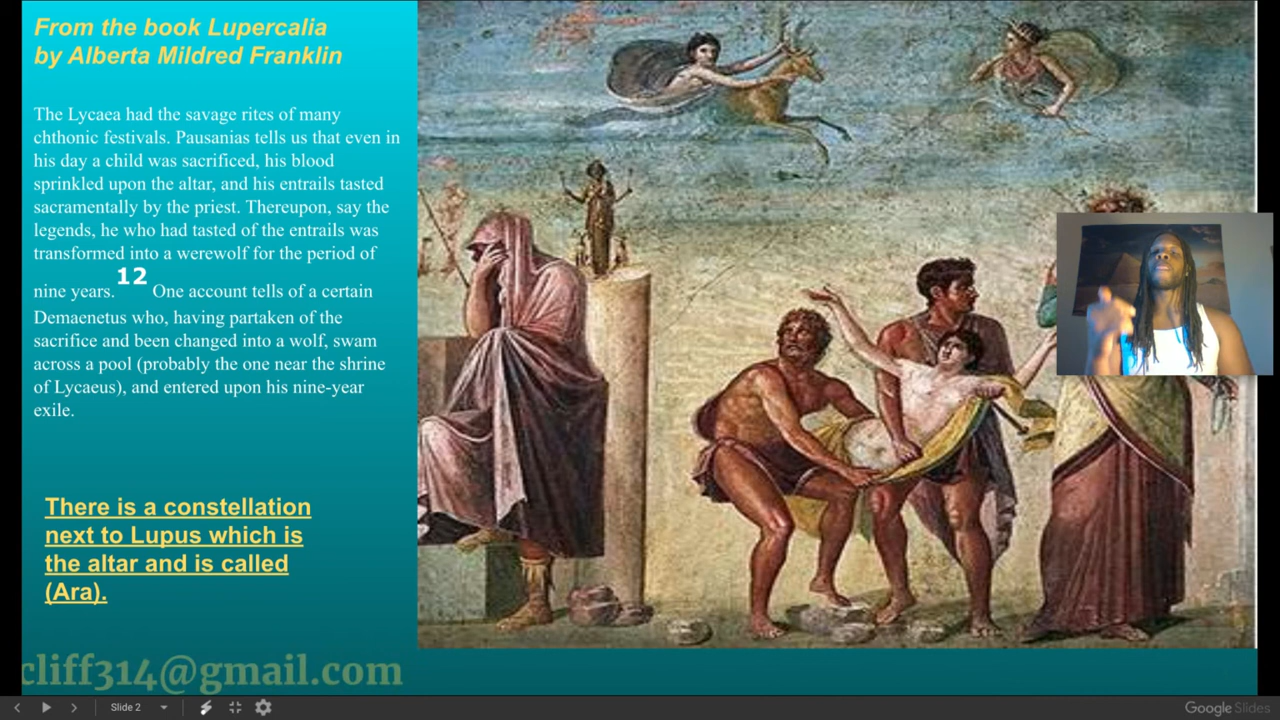 From the book Lupercalia
by Alberta Mildred Franklin
The Lycaea had the savage rites of many
chthonic festivals. Pausanias tells us that even in
his day a child was sacrificed, his blood
sprinkled upon the altar, and his entrails tasted
sacramentally by the priest. Thereupon, say the
legends, he who had tasted of the entrails was
transformed into a werewolf for the period of
nine years.12 One account tells of a certain
Demaenetus who, having partaken of the
sacrifice and been changed into a wolf, swam
across a pool (probably the one near the shrine
of Lycaeus), and entered upon his nine-year
exile.
There is a constellation
next to Lupus which is
the altar and is called
(Ara).
cliff314@gmail.com
Slide 2
Google Slides